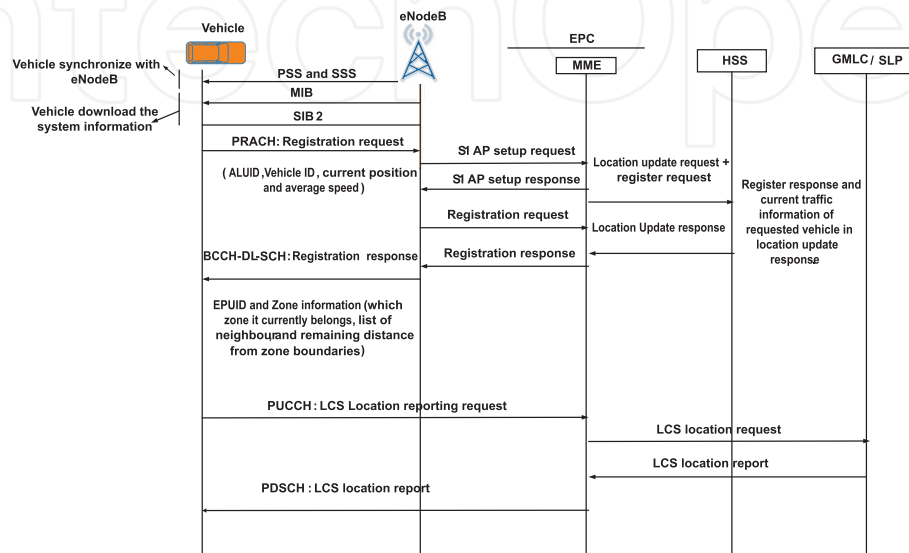 intechopen
eNodeB
Vehicle
EPC
MME
HSS
GMLC / SLP
Vehicle synchronize with
eNodeB
PSS and SSS
MIB
Vehicle download the
system information
SIB 2
PRACH: Registration request
S1 AP setup request
Location update request +
register request
( ALUID ,Vehicle ID , current position
and average speed )
S1 AP setup response
Register response and
current traffic
information of
requested vehicle in
location update
response.
Registration request
Location Update response
BCCH-DL-SCH: Registration response
Registration response
EPUID and Zone information (which
zone it currently belongs, list of
neighbour,and remaining distance
from zone boundaries)
PUCCH : LCS Location reporting request
LCS location request
LCS location report
PDSCH : LCS location report